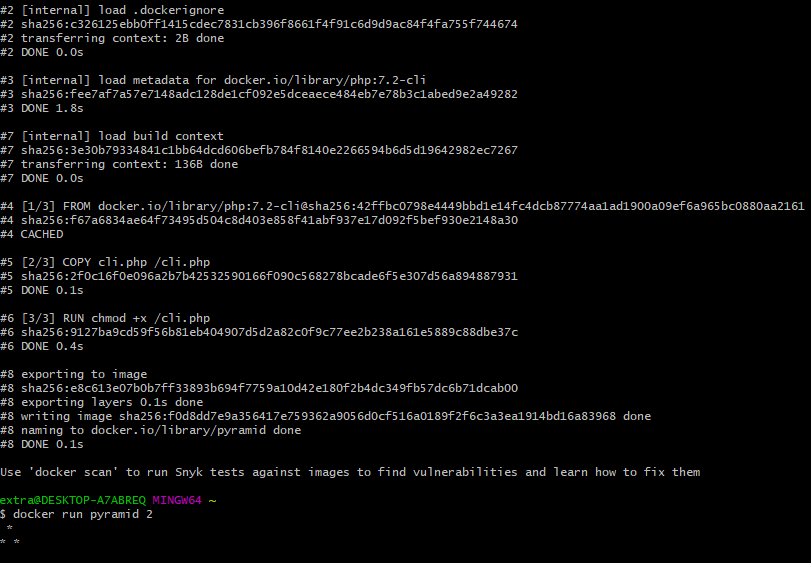 #2 [internal] load .dockerignore
#2 sha256:c326125ebb0ff1415cdec7831cb396f8661f4f91c6d9d9ac84f4fa755f744674
#2 transferring context: 2B done
#2 DONE 0.0s
#3 [internal] load metadata for docker.io/library/php:7.2-cli
#3 sha256:fee7af7a57e7148adc128de1cf092e5dceaece484eb7e78b3c1abed9e2a49282
#3 DONE 1.8s
#7 [internal] load build context
#7 sha256:3e30b79334841c1bb64dcd606befb784f8140e2266594b6d5d19642982ec7267
#7 transferring context: 136B done
#7 DONE 0.0s
#4 [1/3] FROM docker.io/library/php:7.2-cli@sha256:42ffbc0798e4449bbd1e14fc4dcb87774aa1ad1900a09ef6a965bc0880aa2161
#4 sha256:f67a6834ae64f73495d504c8d403e858f41abf937e17d092f5bef930e2148a30
#4 CACHED
#5 [2/3] COPY cli.php /cli.php
#5 sha256:2f0c16f0e096a2b7b42532590166f090c568278bcade6f5e307d56a894887931
#5 DONE 0.1s
#6 [3/3] RUN chmod +x /cli.php
#6 sha256:9127ba9cd59f56b81eb404907d5d2a82c0f9c77ee2b238a161e5889c88dbe37c
#6 DONE 0.4s
#8 exporting to image
#8 sha256:e8c613e07b0b7ff33893b694f7759a10d42e180f2b4dc349fb57dc6b71dcab00
#8 exporting layers 0.1s done
#8 writing image sha256:f0d8dd7e9a356417e759362a9056d0cf516a0189f2f6c3a3ea1914bd16a83968 done
#8 naming to docker.io/library/pyramid done
#8 DONE 0.1s
Use 'docker scan' to run Snyk tests against images to find vulnerabilities and learn how to fix them
extra@DESKTOP-A7ABREQ MINGW64 ~
$ docker run pyramid 2
 *
* *